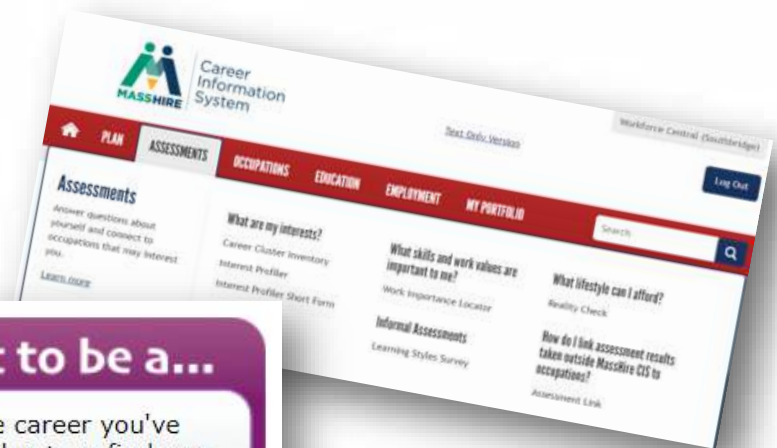 MASSHIRE
Career
Information
System
Text Only Version
Workforce Central (Southbridge)
Log Out
PLAN
ASSESSMENTS
OCCUPATIONS
EDUCATION
EMPLOYMENT
MY PORTFOLIO
Search
Assessments
Answer questions about
yourself and connect to
occupations that may interest
you.
Learn more
What are my interests?
Career Cluster Inventory
Interest Profiler
Interest Profiler Short Form
What skills and work values are
important to me?
Work Importance Locator
Informal Assessments
Learning Styles Survey
What lifestyle can I afford?
Reality Check
How do I link assessment results
taken outside MassHire CIS to
occupations?
Assessment Link
to be a...
career you've